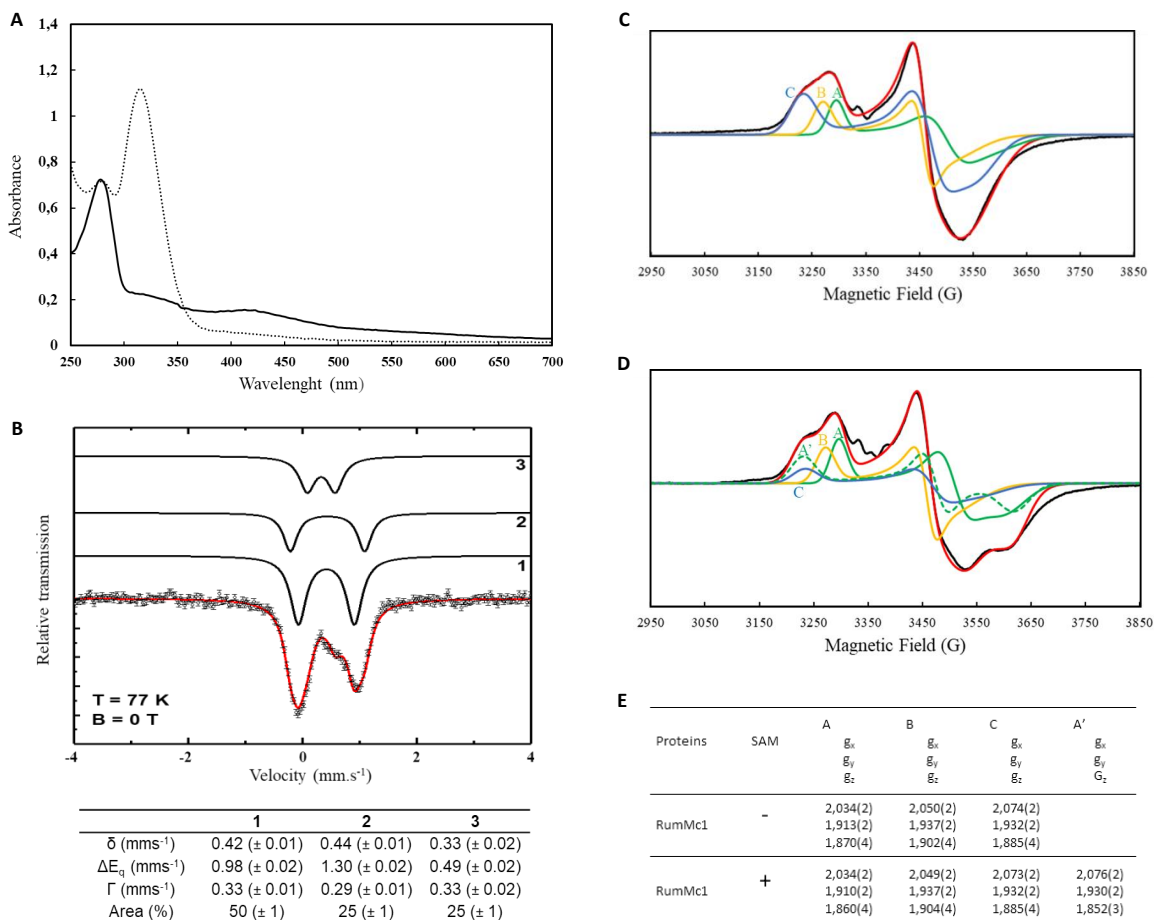 A
1,4
1,2
1
0,8
0,6
0,4
0,2
0
250 300 350 400 450 500 550 600 650 700
Absorbance
Wavelenght (nm)
B
3
2
1
T = 77 K
B = 0 T
-4 -2 0 2 4
Relative transmission
Velocity (mm.s-1)
1 2 3
δ (mms-1) 0.42 (± 0.01) 0.44 (± 0.01) 0.33 (± 0.02)
ΔEq (mms-1) 0.98 (± 0.02) 1.30 (± 0.02) 0.49 (± 0.02)
Γ (mms-1) 0.33 (± 0.01) 0.29 (± 0.01) 0.33 (± 0.02)
Area (%) 50 (± 1) 25 (± 1) 25 (± 1)
C
C B A
2950 3050 3150 3250 3350 3450 3550 3650 3750 3850
Magnetic Field (G)
D
A' B A
C
2950 3050 3150 3250 3350 3450 3550 3650 3750 3850
Magnetic Field (G)
E
Proteins SAM A B C A'
gx gx gx gx
gy gy gy gy
gz gz gz Gz
RumMc1 -
2,034(2) 2,050(2) 2,074(2)
1,913(2) 1,937(2) 1,932(2)
1,870(4) 1,902(4) 1,885(4)
RumMc1 +
2,034(2) 2,049(2) 2,073(2) 2,076(2)
1,910(2) 1,937(2) 1,932(2) 1,930(2)
1,860(4) 1,904(4) 1,885(4) 1,852(3)